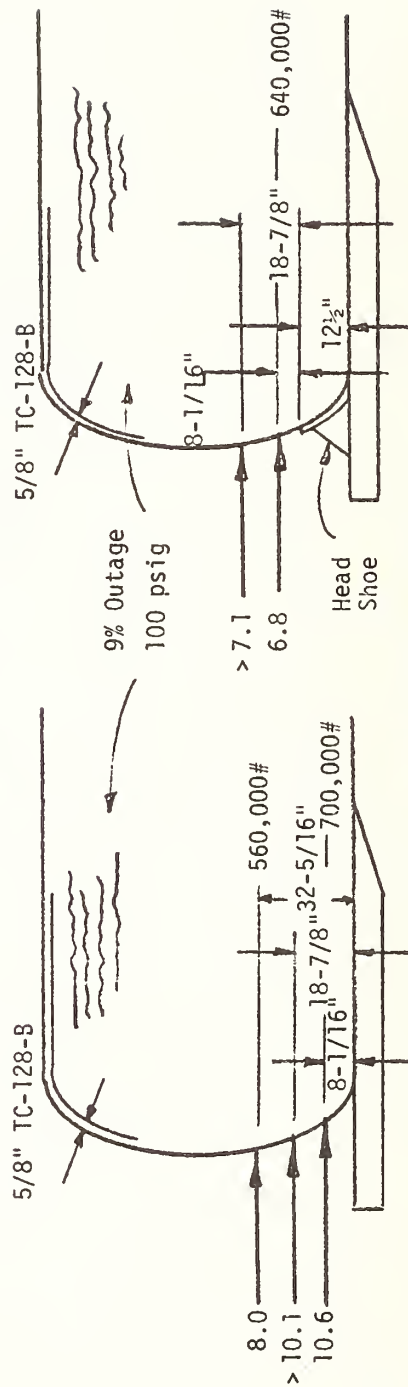 5/8" TC-128-B
8.0
> 10.1
10.6
560,000#
32-5/16"
18-7/8"
700,000#
8-1/16"
9% Outage
100 psig
5/8" TC-128-B
> 7.1
6.8
Head
Shoe
8-1/16"
18-7/8"
640,000#
12½"